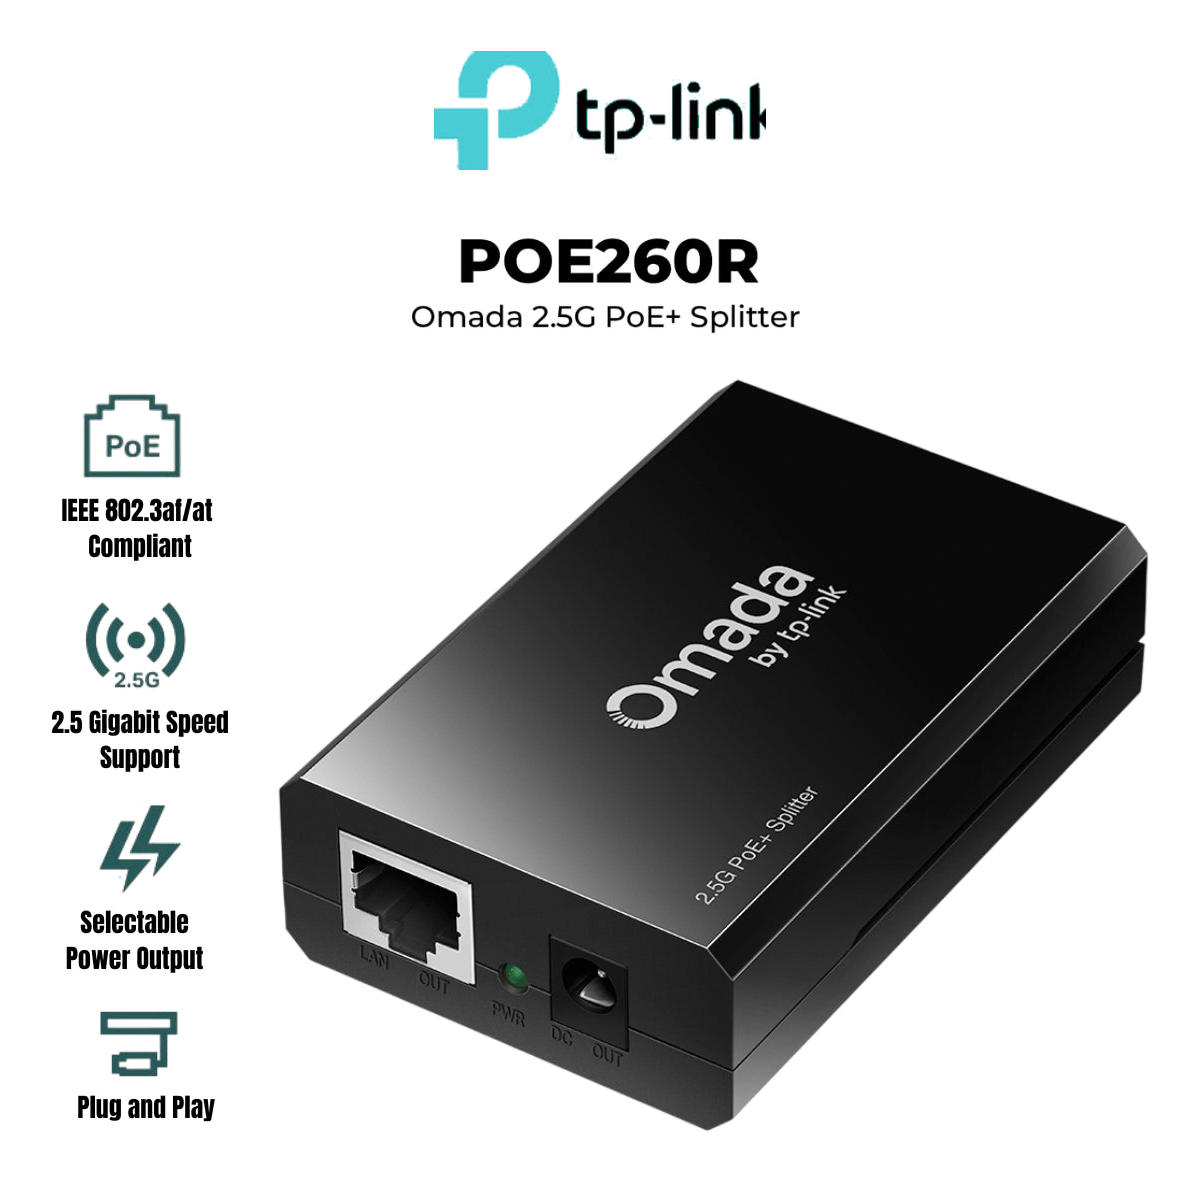 tp-link
POE260R
Omada 2.5G PoE+ Splitter
PoE
IEEE 802.3af/at
Compliant
2.5G
2.5 Gigabit Speed
Support
Selectable
Power Output
Plug and Play
Omada
by tp-link
2.5G PoE+ Splitter
LAN OUT
PWR
DC OUT